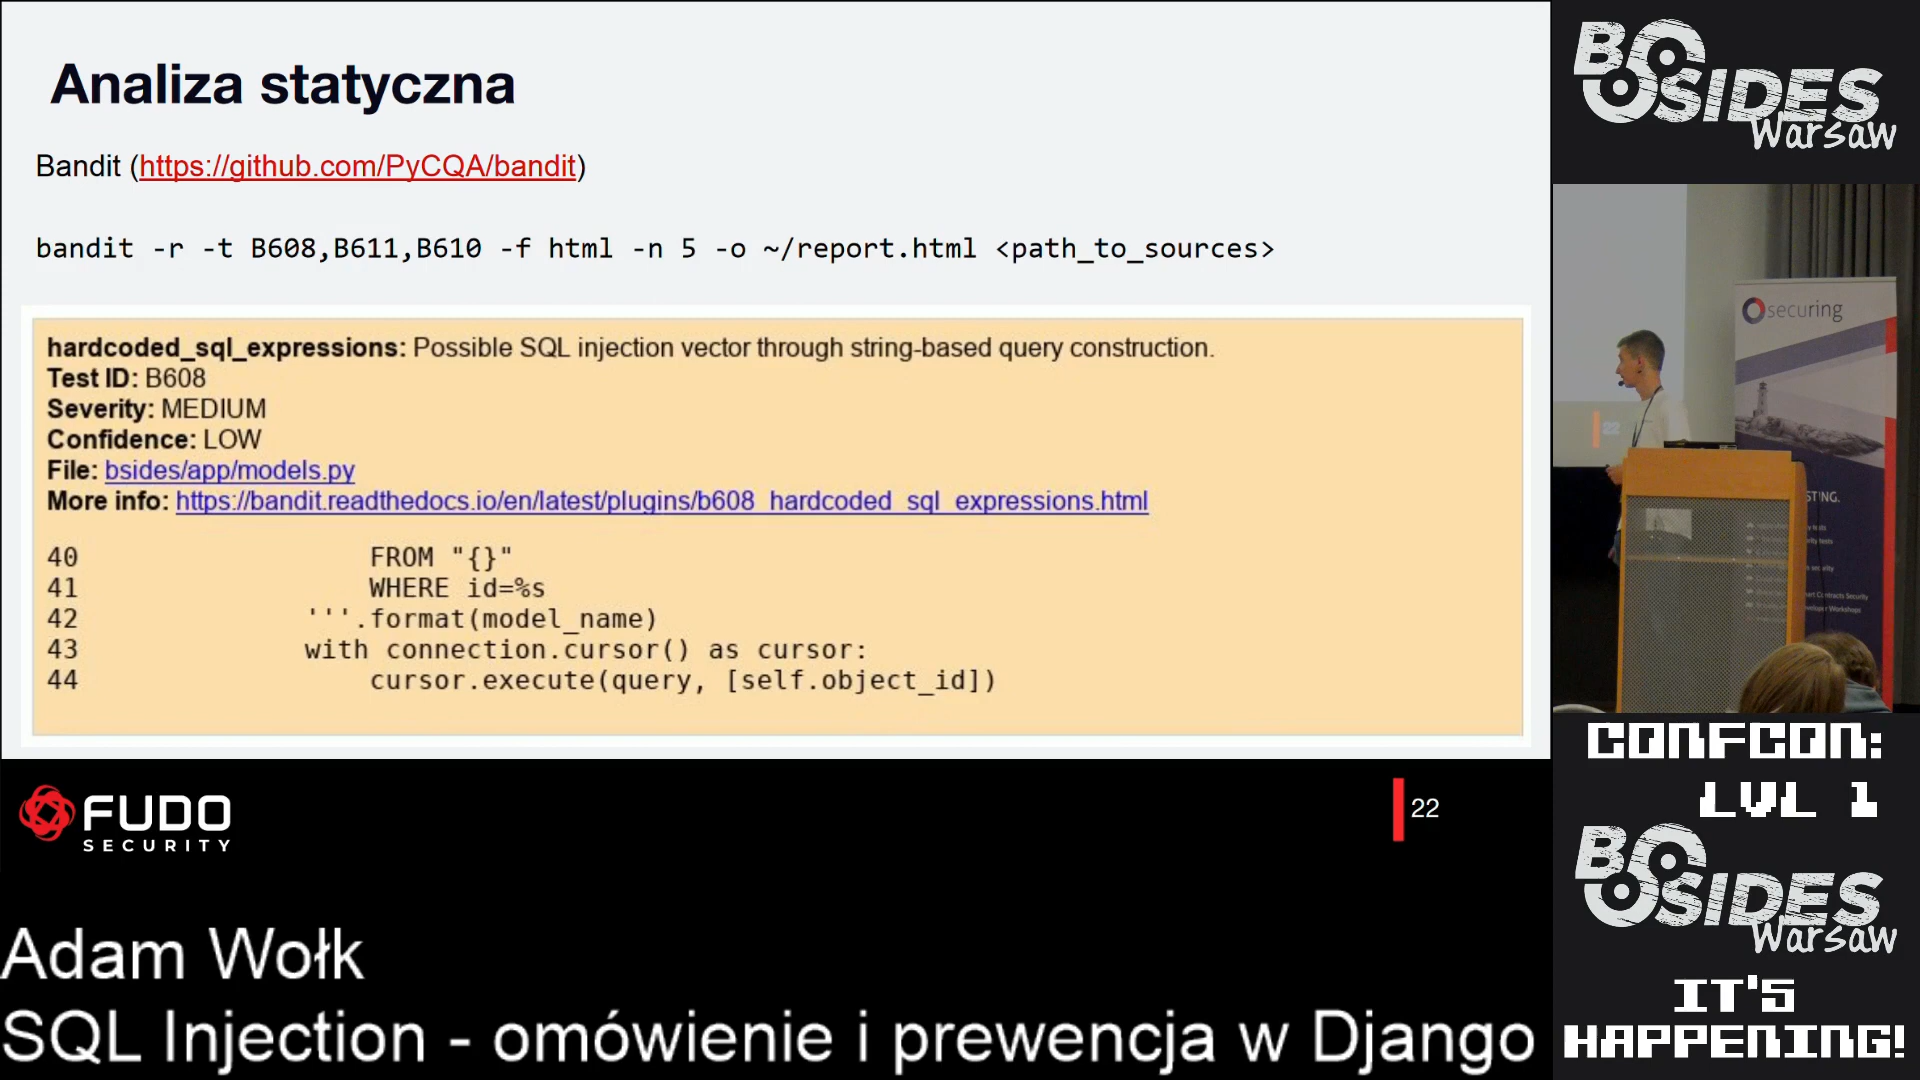 Analiza statyczna
Bandit (https://github.com/PyCQA/bandit)
bandit -r -t B608,B611,B610 -f html -n 5 -o ~/report.html <path_to_sources>
hardcoded_sql_expressions: Possible SQL injection vector through string-based query construction.
Test ID: B608
Severity: MEDIUM
Confidence: LOW
File: bsides/app/models.py
More info: https://bandit.readthedocs.io/en/latest/plugins/b608_hardcoded_sql_expressions.html
40 FROM "{}"
41 WHERE id=%s
42 '''.format(model_name)
43 with connection.cursor() as cursor:
44 cursor.execute(query, [self.object_id])
FUDO
SECURITY
22
Adam Wołk
SQL Injection - omówienie i prewencja w Django
BSIDES
Warsaw
securing
22
CONFCON:
LVL 1
BSIDES
Warsaw
IT'S
HAPPENING!